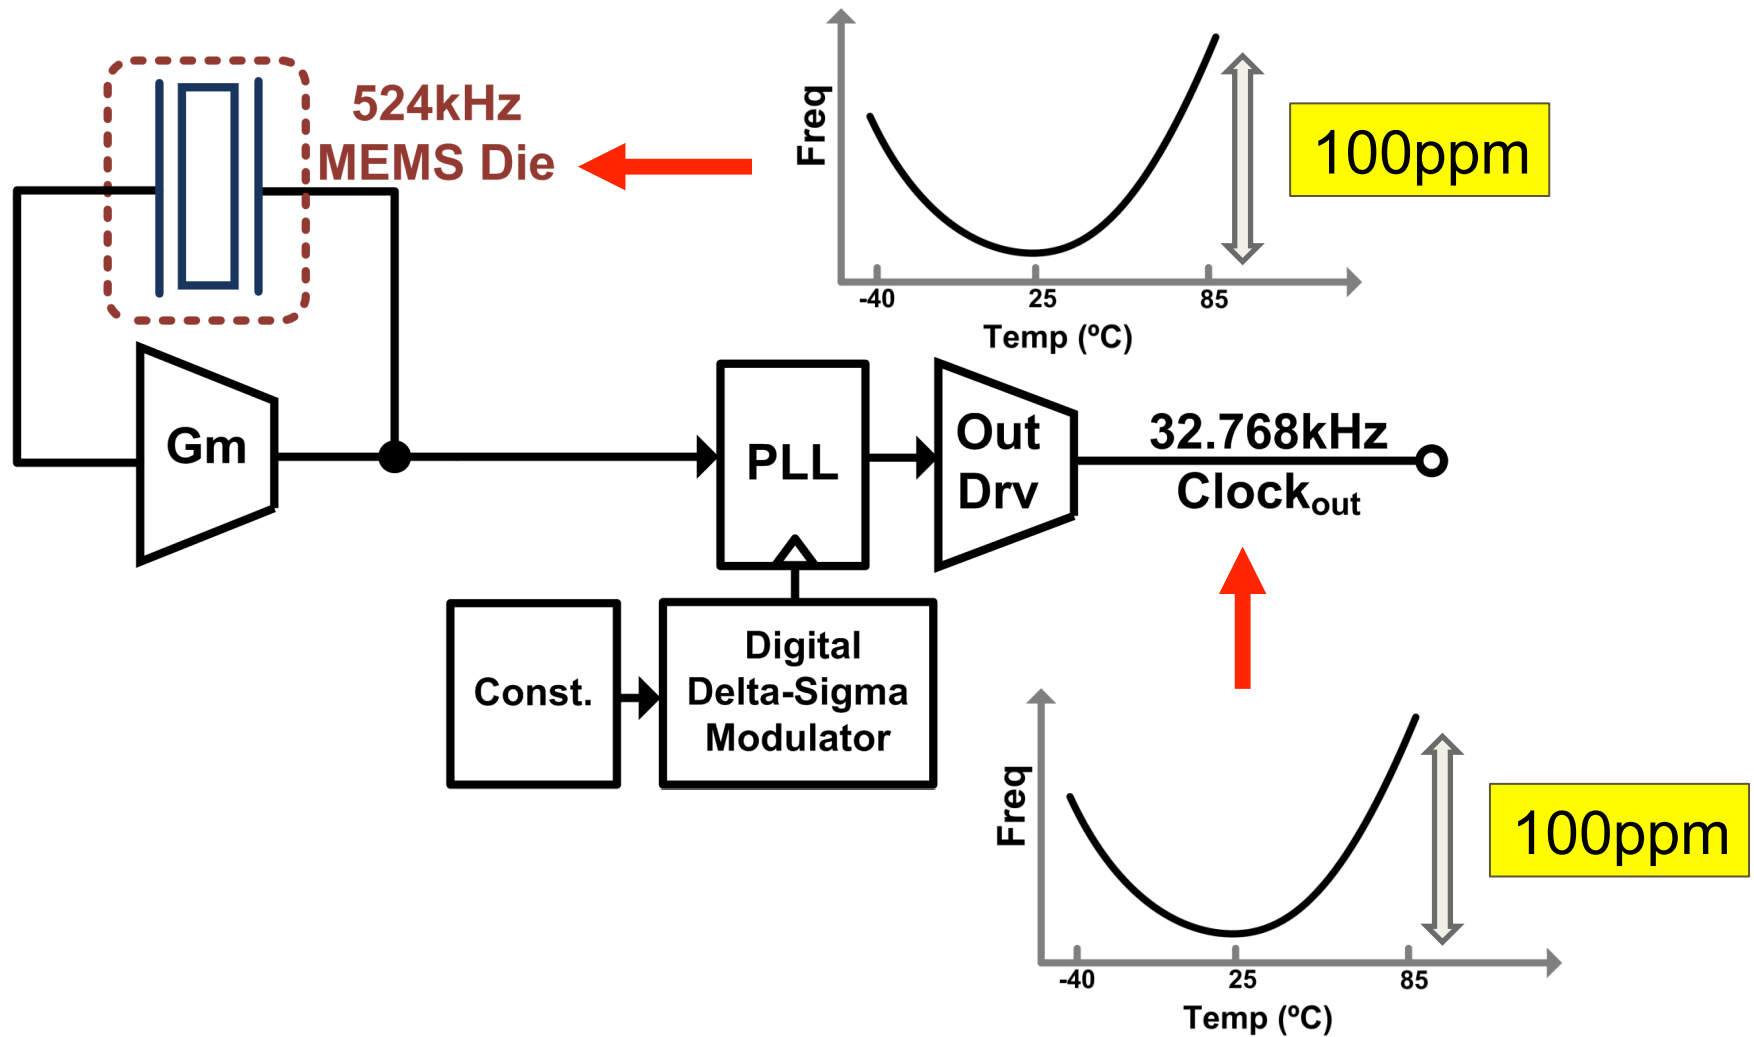 524kHz
MEMS Die
Freq
100ppm
-40
25
85
Temp (ºC)
Gm
PLL
Out
Drv
32.768kHz
Clockout
Const.
Digital
Delta-Sigma
Modulator
Freq
100ppm
-40
25
85
Temp (ºC)